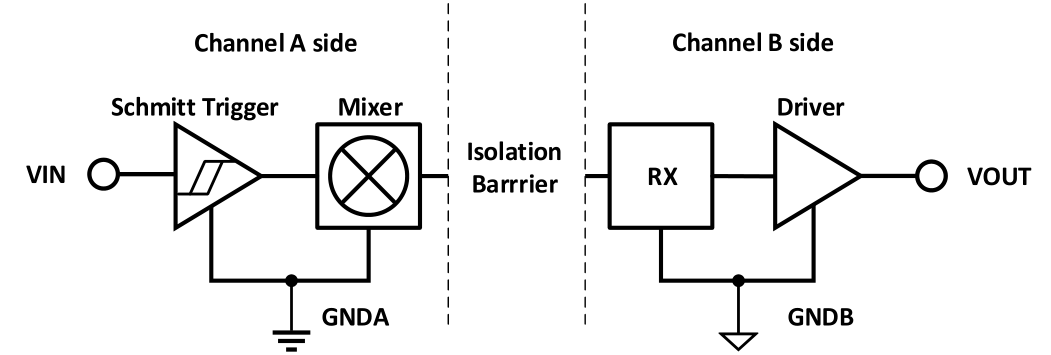 Channel A side
Channel B side
Schmitt Trigger
Mixer
Driver
VIN
Isolation
Barrrier
RX
VOUT
GNDA
GNDB